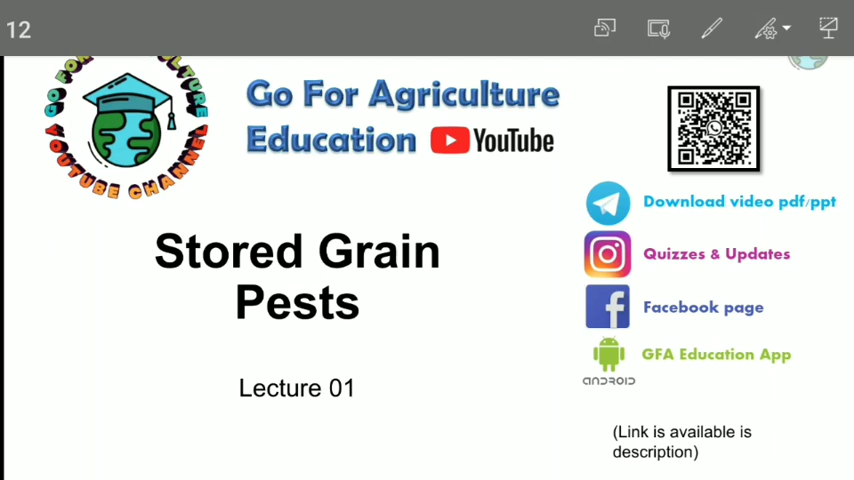 12
GO FOR AGRICULTURE
YOUTUBE CHANNEL
Go For Agriculture
Education YouTube
Download video pdf/ppt
Quizzes & Updates
Facebook page
GFA Education App
ANDROID
Stored Grain
Pests
Lecture 01
(Link is available is
description)